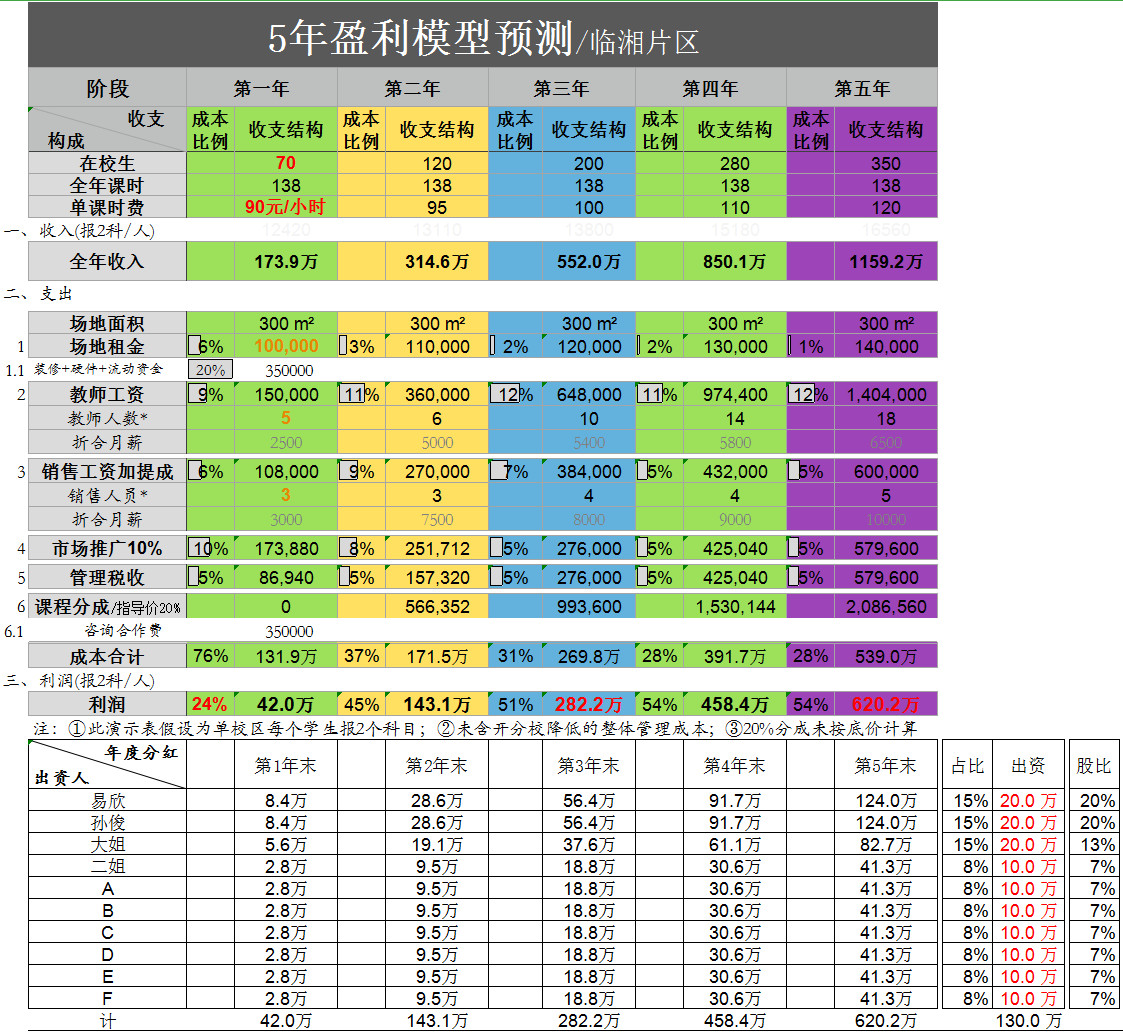 5年盈利模型预测/临湘片区
阶段 第一年 第二年 第三年 第四年 第五年
收支 构成 成本比例 收支结构 成本比例 收支结构 成本比例 收支结构 成本比例 收支结构 成本比例 收支结构
在校生 70 120 200 280 350
全年课时 138 138 138 138 138
单课时费 90元/小时 95 100 110 120
一、收入(报2科/人) 12420 13110 13800 15180 16560
全年收入 173.9万 314.6万 552.0万 850.1万 1159.2万
二、支出
场地面积 300 m² 300 m² 300 m² 300 m² 300 m²
1 场地租金 6% 100,000 3% 110,000 2% 120,000 2% 130,000 1% 140,000
1.1 装修+硬件+流动资金 20% 350000
2 教师工资 9% 150,000 11% 360,000 12% 648,000 11% 974,400 12% 1,404,000
教师人数* 5 6 10 14 18
折合月薪 2500 5000 5400 5800 6500
3 销售工资加提成 6% 108,000 9% 270,000 7% 384,000 5% 432,000 5% 600,000
销售人员* 3 3 4 4 5
折合月薪 3000 7500 8000 9000 10000
4 市场推广10% 10% 173,880 8% 251,712 5% 276,000 5% 425,040 5% 579,600
5 管理税收 5% 86,940 5% 157,320 5% 276,000 5% 425,040 5% 579,600
6 课程分成/指导价20% 0 566,352 993,600 1,530,144 2,086,560
6.1 咨询合作费 350000
成本合计 76% 131.9万 37% 171.5万 31% 269.8万 28% 391.7万 28% 539.0万
三、利润(报2科/人)
利润 24% 42.0万 45% 143.1万 51% 282.2万 54% 458.4万 54% 620.2万
注：①此演示表假设为单校区每个学生报2个科目；②未含开分校降低的整体管理成本；③20%分成未按底价计算
年度分红 出资人 第1年末 第2年末 第3年末 第4年末 第5年末 占比 出资 股比
易欣 8.4万 28.6万 56.4万 91.7万 124.0万 15% 20.0 万 20%
孙俊 8.4万 28.6万 56.4万 91.7万 124.0万 15% 20.0 万 20%
大姐 5.6万 19.1万 37.6万 61.1万 82.7万 15% 20.0 万 13%
二姐 2.8万 9.5万 18.8万 30.6万 41.3万 8% 10.0 万 7%
A 2.8万 9.5万 18.8万 30.6万 41.3万 8% 10.0 万 7%
B 2.8万 9.5万 18.8万 30.6万 41.3万 8% 10.0 万 7%
C 2.8万 9.5万 18.8万 30.6万 41.3万 8% 10.0 万 7%
D 2.8万 9.5万 18.8万 30.6万 41.3万 8% 10.0 万 7%
E 2.8万 9.5万 18.8万 30.6万 41.3万 8% 10.0 万 7%
F 2.8万 9.5万 18.8万 30.6万 41.3万 8% 10.0 万 7%
计 42.0万 143.1万 282.2万 458.4万 620.2万 130.0 万